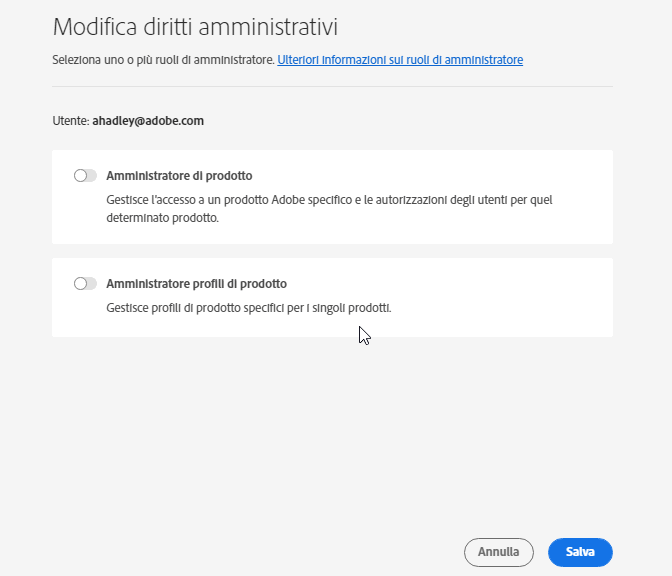 Modifica diritti amministrativi
Seleziona uno o più ruoli di amministratore. Ulteriori informazioni sui ruoli di amministratore
Utente: ahadley@adobe.com
Amministratore di prodotto
Gestisce l'accesso a un prodotto Adobe specifico e le autorizzazioni degli utenti per quel
determinato prodotto.
Amministratore profili di prodotto
Gestisce profili di prodotto specifici per i singoli prodotti.
Annulla
Salva